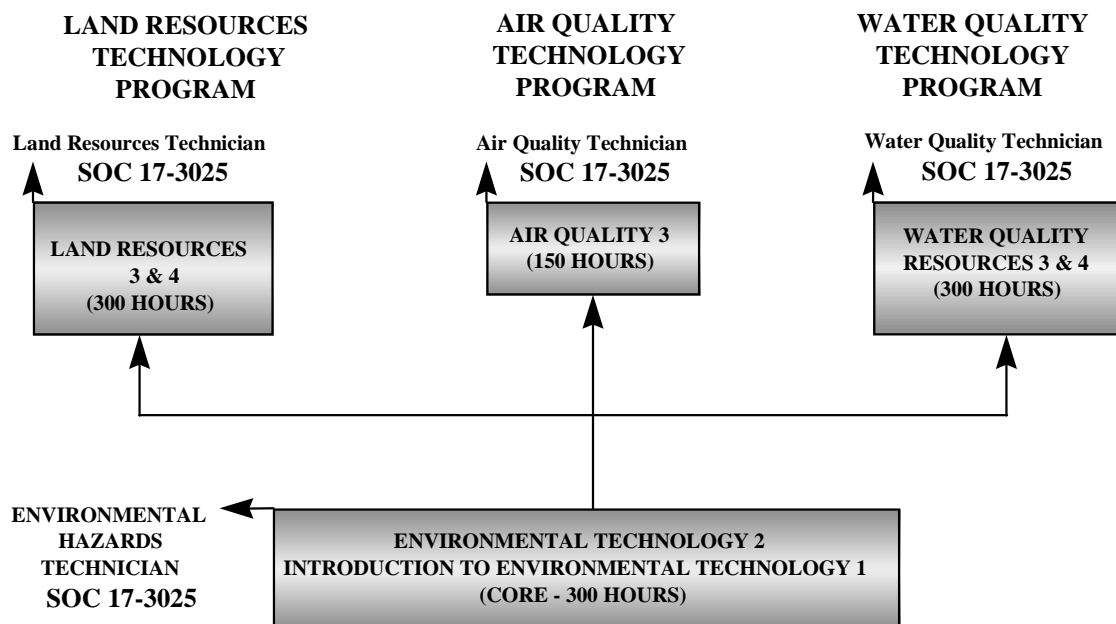 LAND RESOURCES
TECHNOLOGY
PROGRAM
AIR QUALITY
TECHNOLOGY
PROGRAM
WATER QUALITY
TECHNOLOGY
PROGRAM
Land Resources Technician
SOC 17-3025
Air Quality Technician
SOC 17-3025
Water Quality Technician
SOC 17-3025
LAND RESOURCES
3 & 4
(300 HOURS)
AIR QUALITY 3
(150 HOURS)
WATER QUALITY
RESOURCES 3 & 4
(300 HOURS)
ENVIRONMENTAL
HAZARDS
TECHNICIAN
SOC 17-3025
ENVIRONMENTAL TECHNOLOGY 2
INTRODUCTION TO ENVIRONMENTAL TECHNOLOGY 1
(CORE - 300 HOURS)